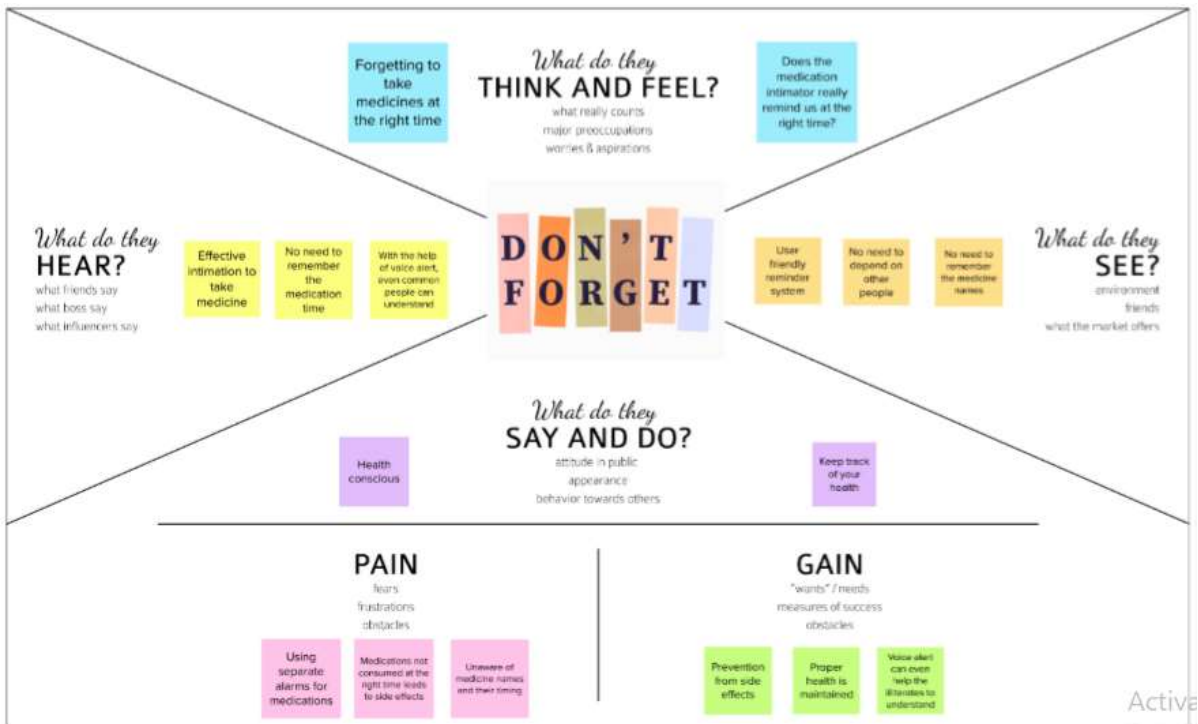 Forgetting to
take
medicines at
the right time
What do they
THINK AND FEEL?
what really counts
major preoccupations
worries & aspirations
Does the
medication
intimator really
remind us at the
right time?
What do they
HEAR?
what friends say
what boss say
what influencers say
Effective
intimation to
take
medicine
No need to
remember
the
medication
time
With the help
of voice alert,
even common
people can
understand
DON'T
FORGET
User
friendly
reminder
system
No need to
depend on
other
people
No need to
remember
the medicine
names
What do they
SEE?
environment
friends
what the market offers
What do they
SAY AND DO?
attitude in public
appearance
behavior towards others
Health
conscious
Keep track
of your
health
PAIN
fears
frustrations
obstacles
Using
separate
alarms for
medications
Medications not
consumed at the
right time leads
to side effects
Unaware of
medicine names
and their timing
GAIN
"wants" / needs
measures of success
obstacles
Prevention
from side
effects
Proper
health is
maintained
Voice alert
can even
help the
illiterates to
understand
Activa